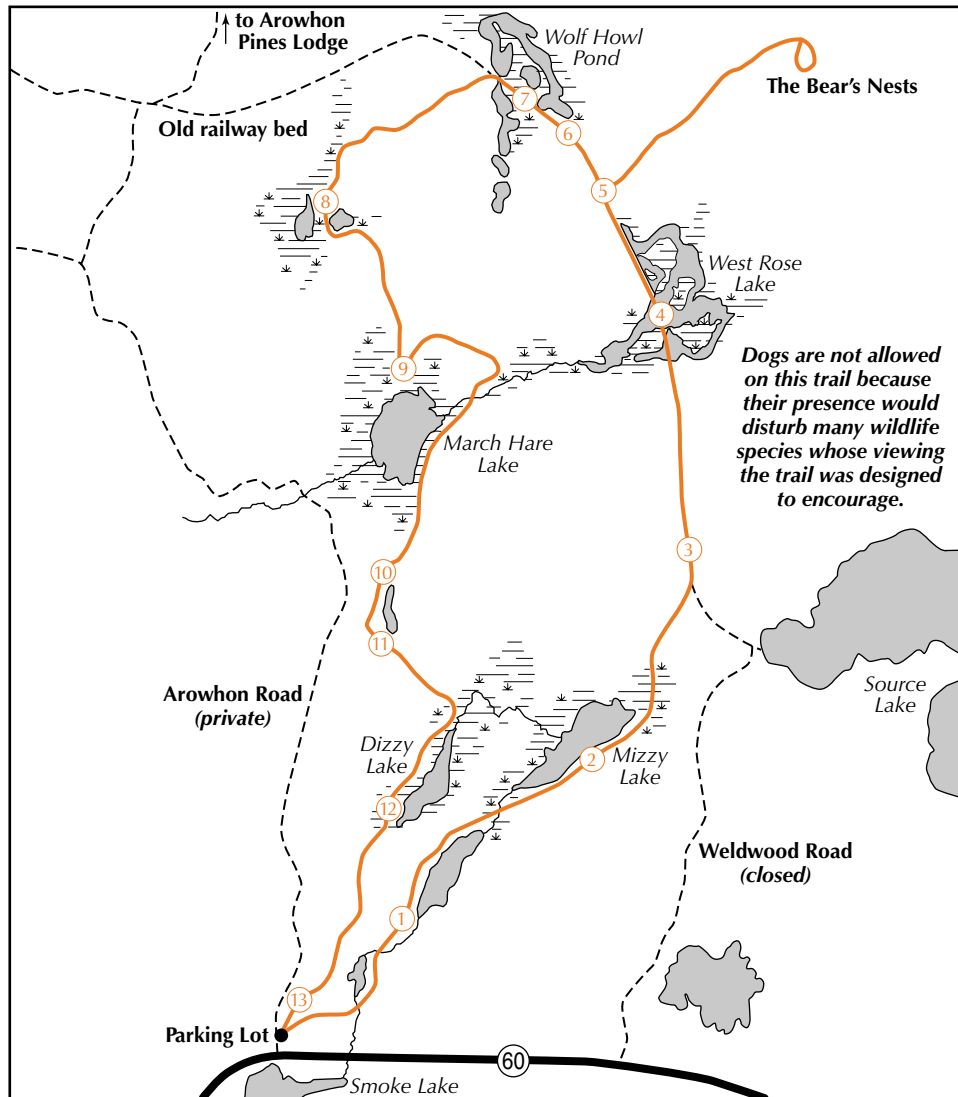 to Arowhon
Pines Lodge
Wolf Howl
Pond
The Bear's Nests
Old railway bed
7
6
5
8
West Rose
Lake
4
9
Dogs are not allowed
on this trail because
their presence would
disturb many wildlife
species whose viewing
the trail was designed
to encourage.
March Hare
Lake
3
10
11
Arowhon Road
(private)
Source
Lake
Dizzy
Lake
2
Mizzy
Lake
12
Weldwood Road
(closed)
1
13
Parking Lot
60
Smoke Lake